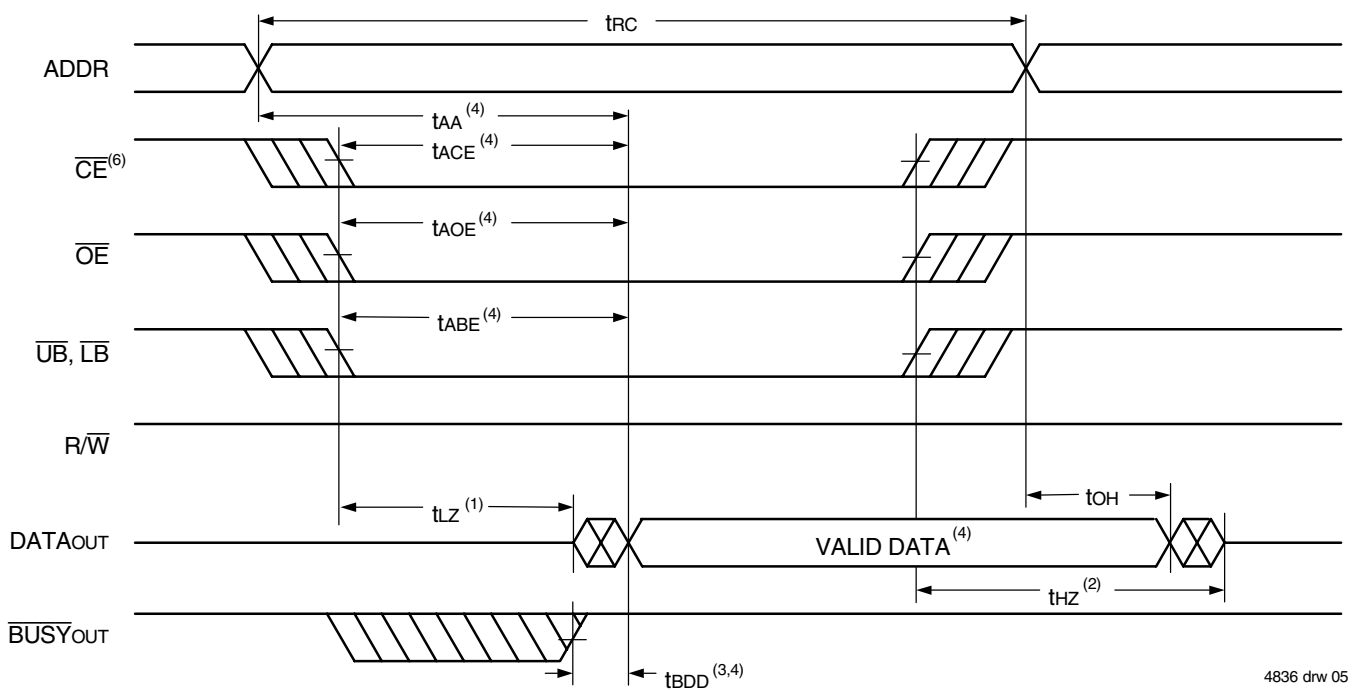 tRC
ADDR
tAA (4)
CE(6)
tACE (4)
OE
tAOE (4)
UB, LB
tABE (4)
R/W
tLZ (1)
tOH
DATAOUT
VALID DATA(4)
tHZ (2)
BUSYOUT
tBDD (3,4)
4836 drw 05